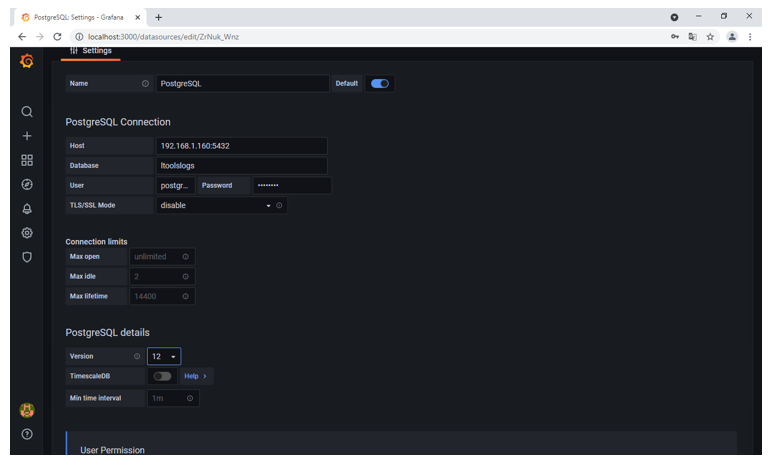 PostgreSQL: Settings - Grafana
localhost:3000/datasources/edit/ZrNuk_Wnz
Settings
Name PostgreSQL Default
PostgreSQL Connection
Host 192.168.1.160:5432
Database ltoolslogs
User postgr... Password ••••••••
TLS/SSL Mode disable
Connection limits
Max open unlimited
Max idle 2
Max lifetime 14400
PostgreSQL details
Version 12
TimescaleDB Help
Min time interval 1m
User Permission